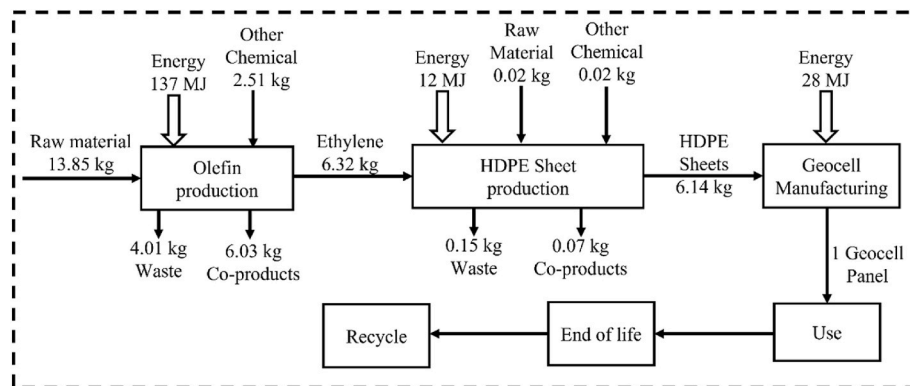 Energy
137 MJ
Other
Chemical
2.51 kg
Energy
12 MJ
Raw
Material
0.02 kg
Other
Chemical
0.02 kg
Energy
28 MJ
Raw material
13.85 kg
Olefin
production
Ethylene
6.32 kg
HDPE Sheet
production
HDPE
Sheets
6.14 kg
Geocell
Manufacturing
4.01 kg
Waste
6.03 kg
Co-products
0.15 kg
Waste
0.07 kg
Co-products
1 Geocell
Panel
Recycle
End of life
Use